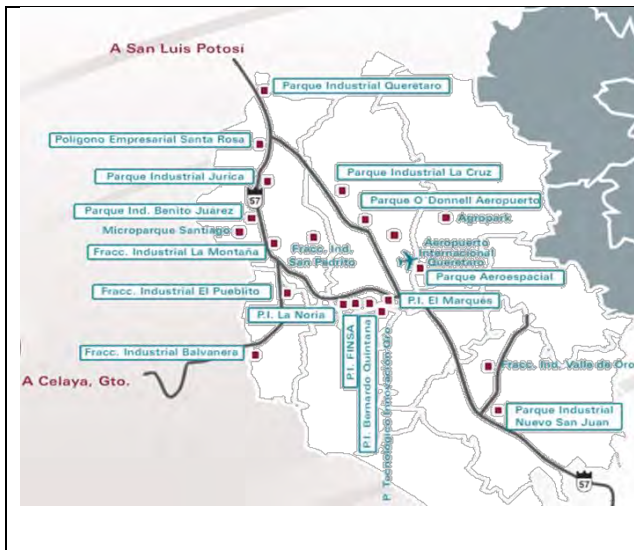 A San Luis Potosí
Parque Industrial Querétaro
Polígono Empresarial Santa Rosa
Parque Industrial La Cruz
Parque Industrial Jurica
57
Parque O´Donnell Aeropuerto
Parque Ind. Benito Juárez
Agropark
Microparque Santiago
Fracc. Ind.
San Pedrito
Aeropuerto
Internacional
Querétaro
Fracc. Industrial La Montaña
Parque Aeroespacial
Fracc. Industrial El Pueblito
P.I. El Marqués
P.I. La Noria
P.I. FINSA
P.I. Bernardo Quintana
P Tecnológico Innovación Qro
Fracc. Industrial Balvanera
Fracc. Ind. Valle de Oro
A Celaya, Gto.
Parque Industrial
Nuevo San Juan
57